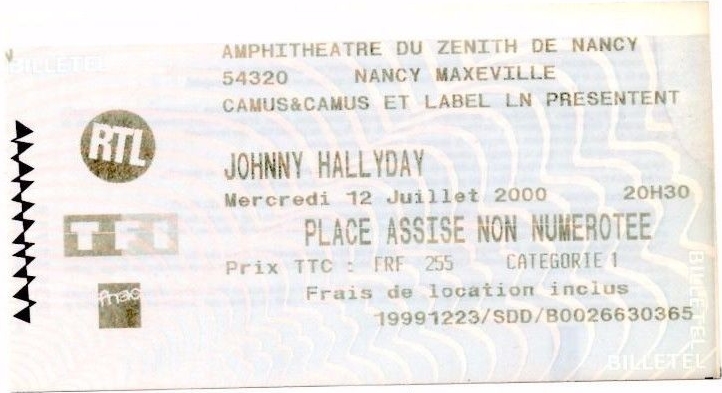 AMPHITHEATRE DU ZENITH DE NANCY
54320 NANCY MAXEVILLE
CAMUS&CAMUS ET LABEL LN PRESENTENT
BILLETEL
RTL
JOHNNY HALLYDAY
Mercredi 12 Juillet 2000 20H30
TF1
PLACE ASSISE NON NUMEROTEE
Prix TTC : FRF 255 CATEGORIE 1
fnac
Frais de location inclus
19991223/SDD/B0026630365
BILLETEL
BILLETEL